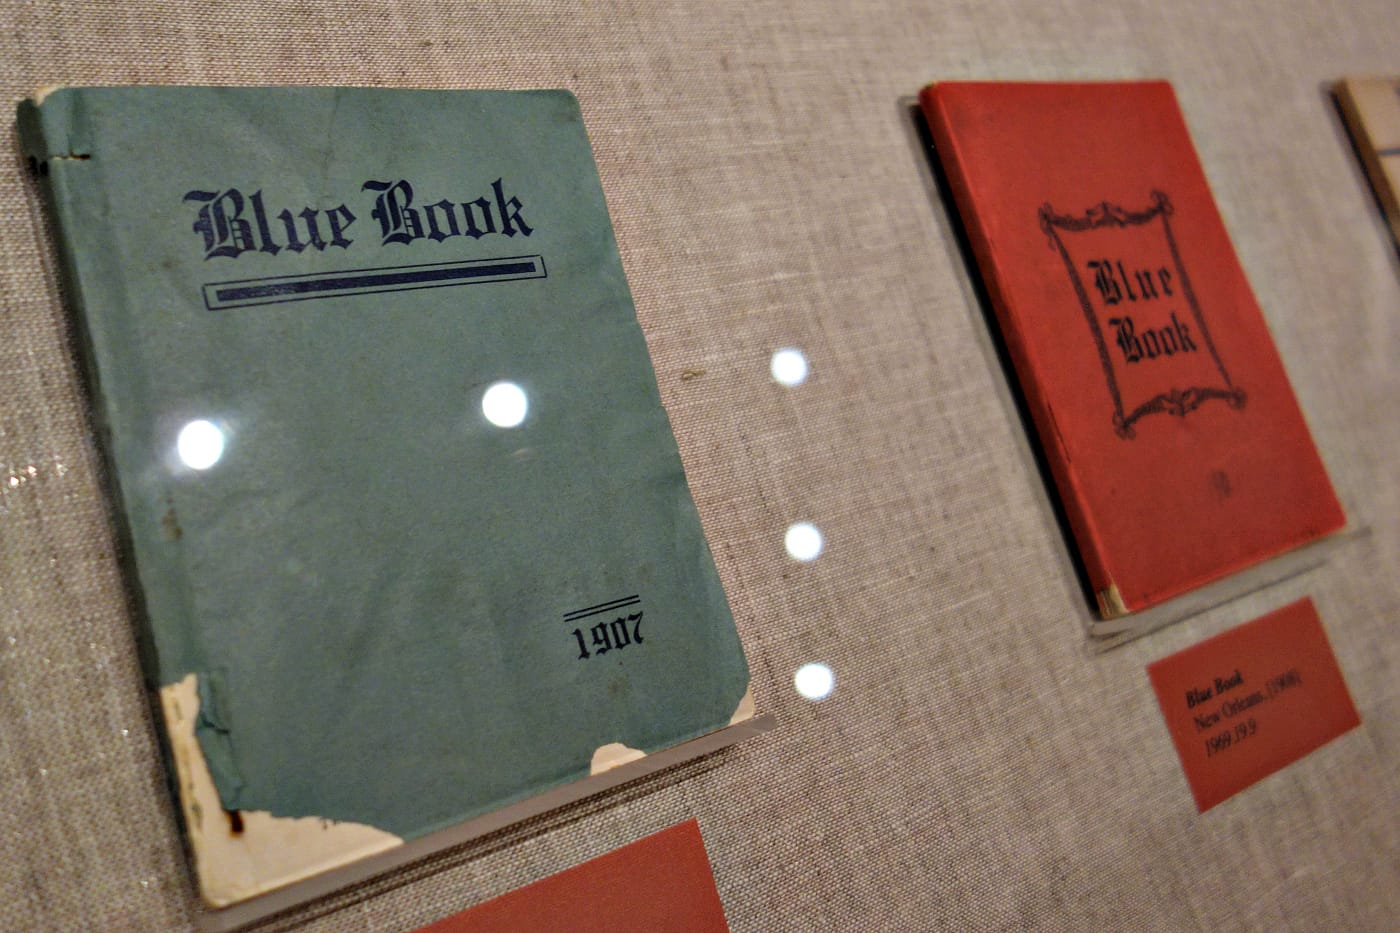 Blue Book
1907
Blue
Book
Blue Book
New Orleans, [1908]
1969.19.9